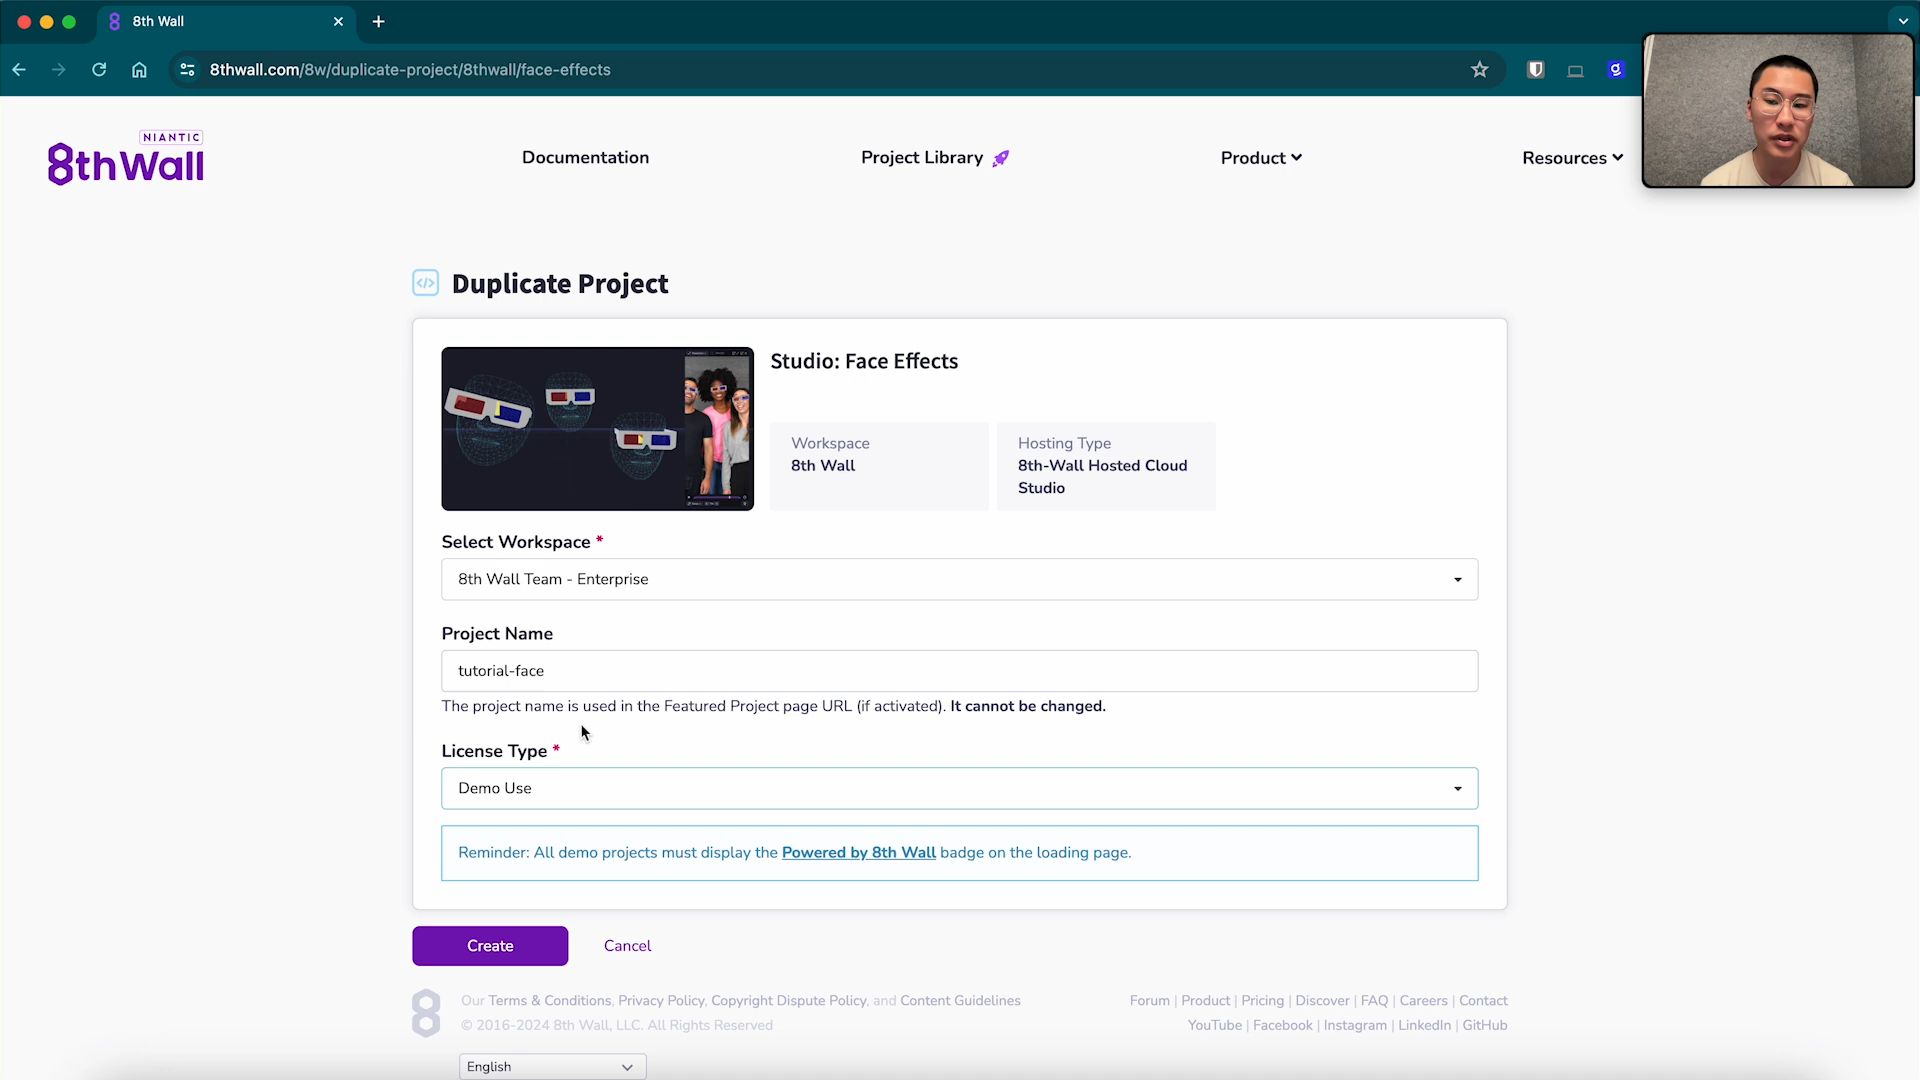 8th Wall
8thwall.com/8w/duplicate-project/8thwall/face-effects
NIANTIC
8thWall
Documentation
Project Library
Product
Resources
Duplicate Project
Studio: Face Effects
Workspace
8th Wall
Hosting Type
8th-Wall Hosted Cloud
Studio
Select Workspace *
8th Wall Team - Enterprise
Project Name
tutorial-face
The project name is used in the Featured Project page URL (if activated). It cannot be changed.
License Type *
Demo Use
Reminder: All demo projects must display the Powered by 8th Wall badge on the loading page.
Create
Cancel
Our Terms & Conditions, Privacy Policy, Copyright Dispute Policy, and Content Guidelines
Forum | Product | Pricing | Discover | FAQ | Careers | Contact
© 2016-2024 8th Wall, LLC. All Rights Reserved
YouTube | Facebook | Instagram | LinkedIn | GitHub
English